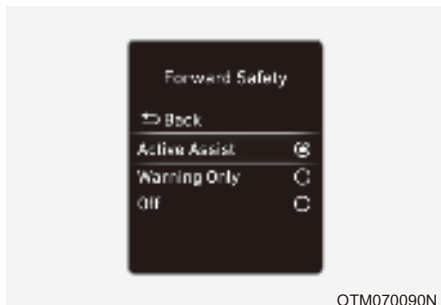 Forward Safety
Back
Active Assist
Warning Only
Off
OTM070090N